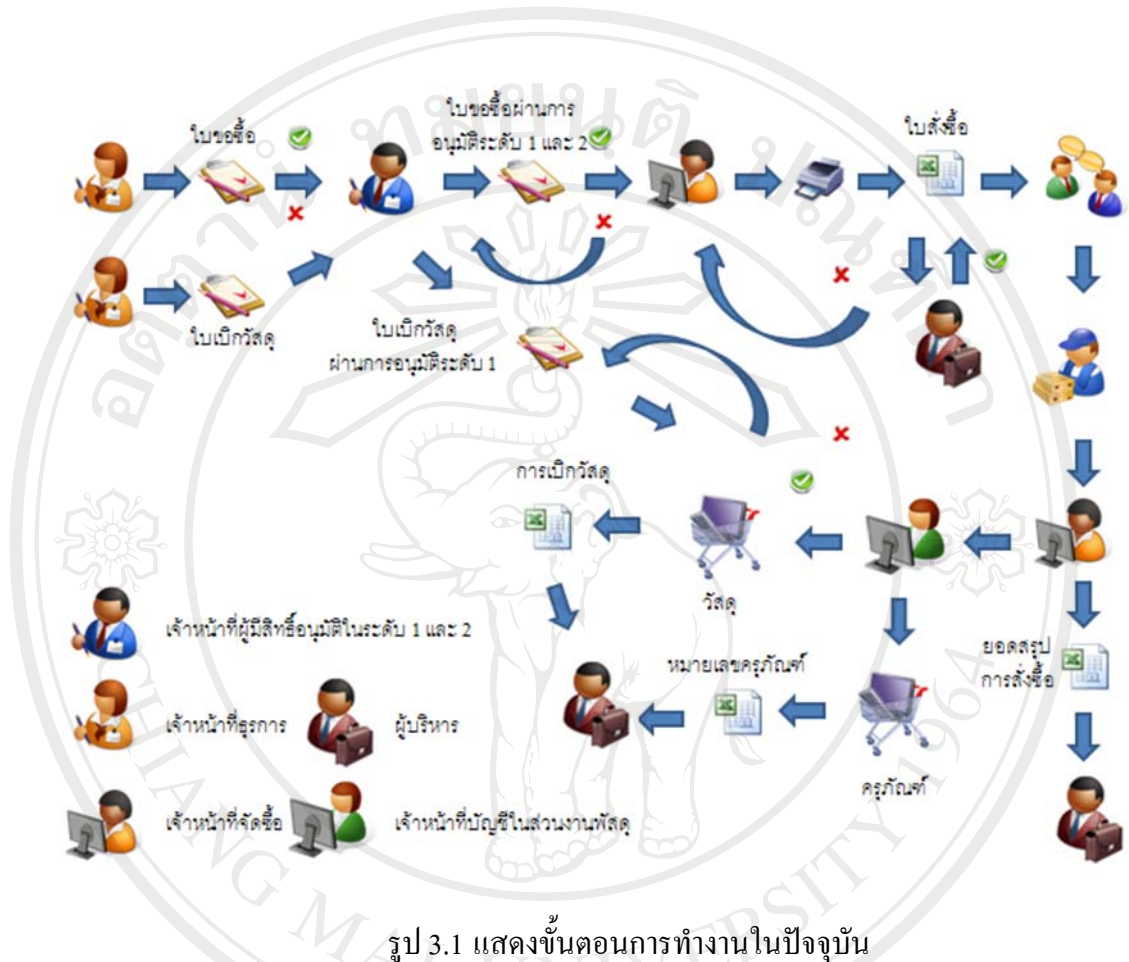 ใบขอซื้อ
ใบขอซื้อผ่านการ
อนุมัติระดับ 1 และ 2
ใบสั่งซื้อ
ใบเบิกวัสดุ
ใบเบิกวัสดุ
ผ่านการอนุมัติระดับ 1
การเบิกวัสดุ
วัสดุ
เจ้าหน้าที่ผู้มีสิทธิ์อนุมัติในระดับ 1 และ 2
หมายเลขครุภัณฑ์
ยอดสรุป
การสั่งซื้อ
เจ้าหน้าที่ธุรการ
ผู้บริหาร
ครุภัณฑ์
เจ้าหน้าที่จัดซื้อ
เจ้าหน้าที่บัญชีในส่วนงานพัสดุ
รูป 3.1 แสดงขั้นตอนการทำงานในปัจจุบัน
CHIANG MAI UNIVERSITY 1964